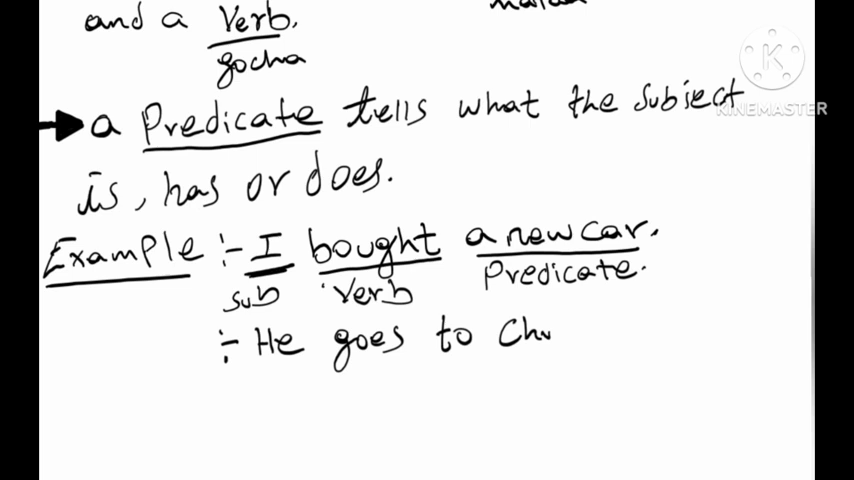 and a Verb.
gocha
KINEMASTER
a Predicate tells what the subject
is, has or does.
Example :- I bought a new car.
sub Verb Predicate.
:- He goes to Chu